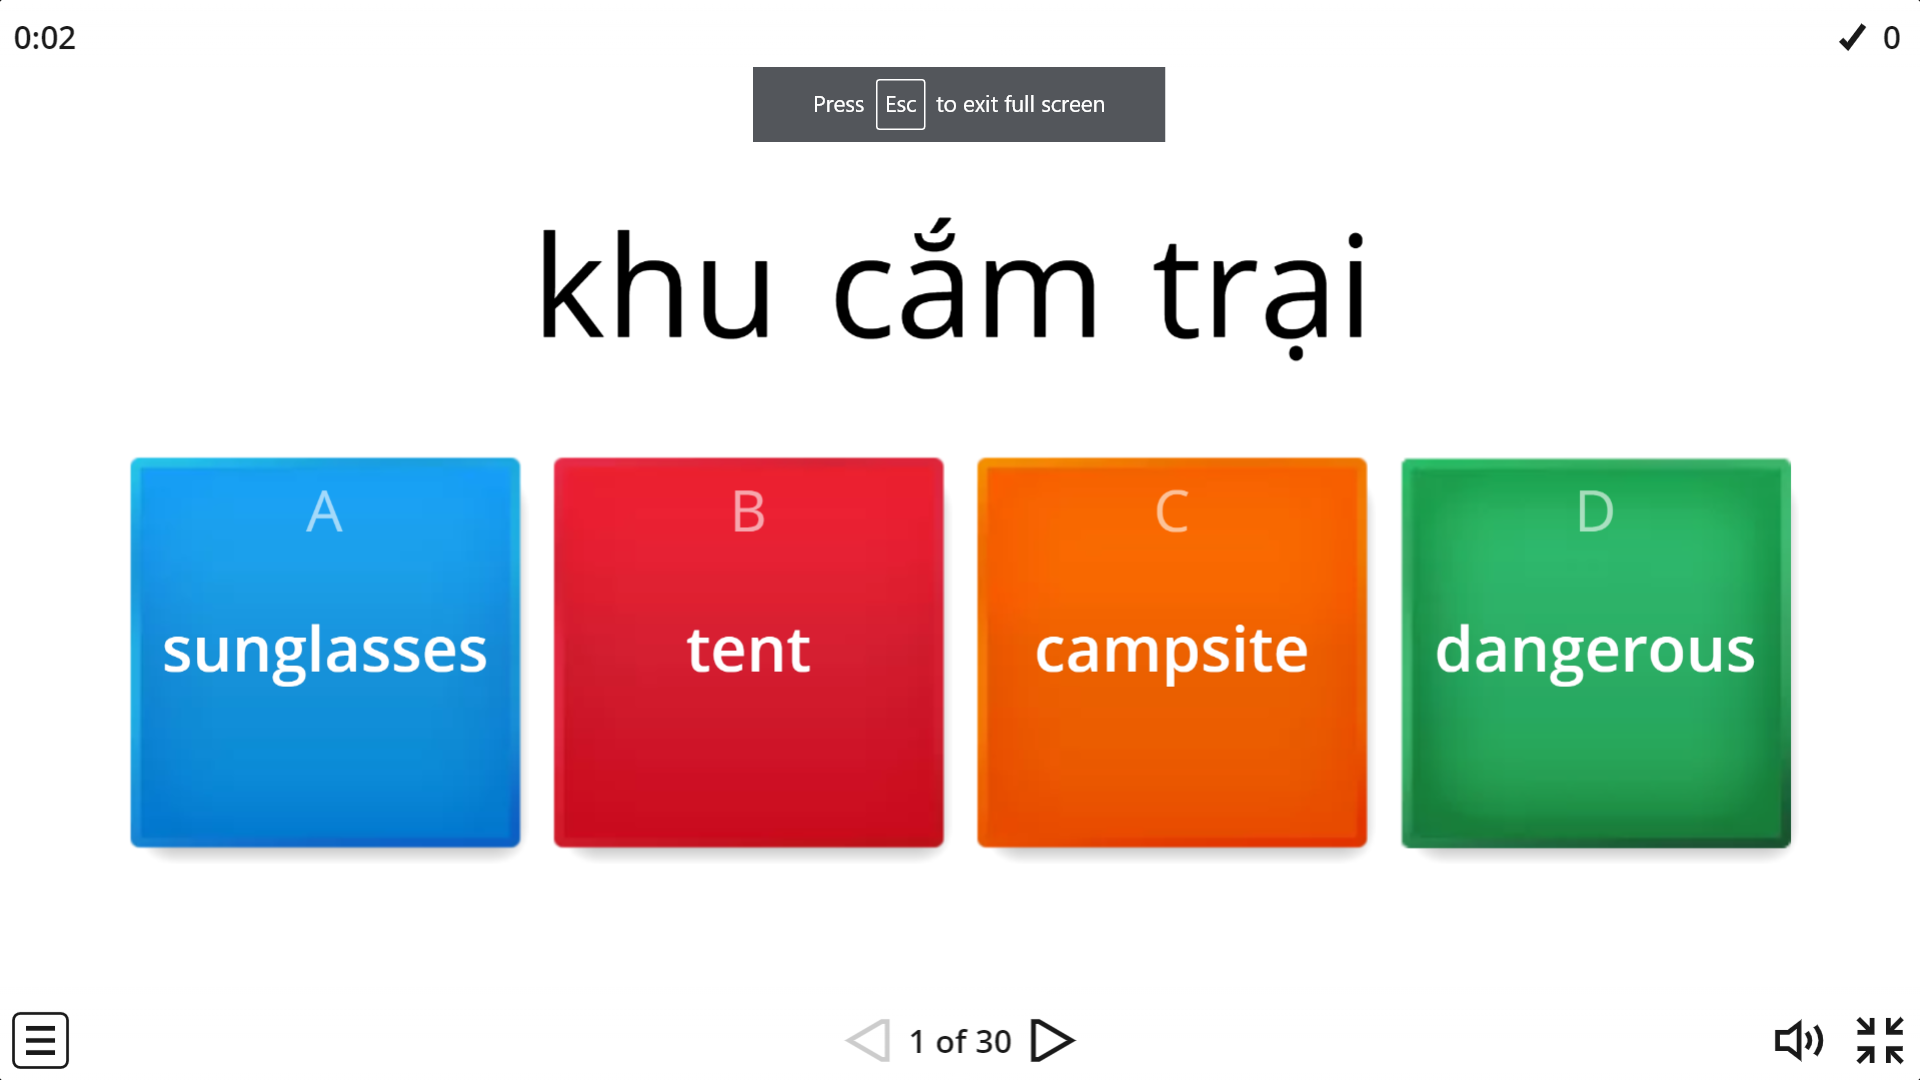 0:02
0
Press Esc to exit full screen
khu cắm trại
A
sunglasses
B
tent
C
campsite
D
dangerous
1 of 30